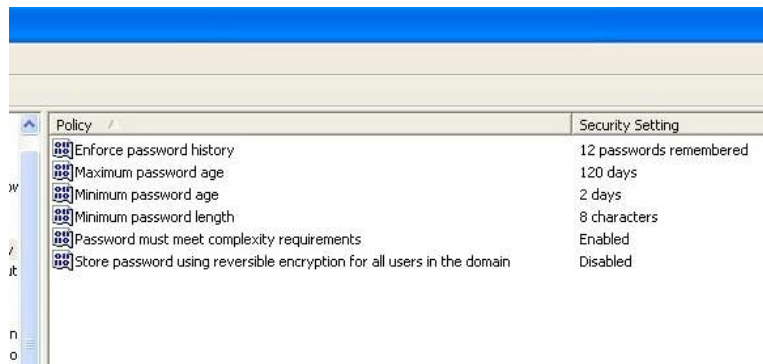 Policy Security Setting
Enforce password history 12 passwords remembered
Maximum password age 120 days
Minimum password age 2 days
Minimum password length 8 characters
Password must meet complexity requirements Enabled
Store password using reversible encryption for all users in the domain Disabled